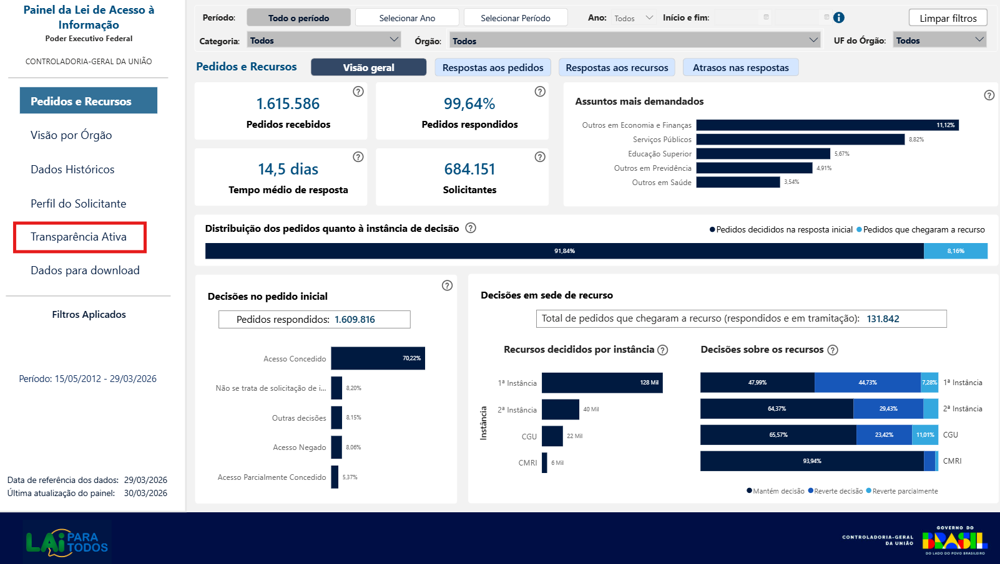 Painel da Lei de Acesso à
Informação
Poder Executivo Federal
CONTROLADORIA-GERAL DA UNIÃO
Pedidos e Recursos
Visão por Órgão
Dados Históricos
Perfil do Solicitante
Transparência Ativa
Dados para download
Filtros Aplicados
Período: 15/05/2012 - 29/03/2026
Data de referência dos dados: 29/03/2026
Última atualização do painel: 30/03/2026
Período: Todo o período Selecionar Ano Selecionar Período Ano: Todos Início e fim: Limpar filtros
Categoria: Todos Órgão: Todos UF do Órgão: Todos
Pedidos e Recursos Visão geral Respostas aos pedidos Respostas aos recursos Atrasos nas respostas
1.615.586
Pedidos recebidos
99,64%
Pedidos respondidos
14,5 dias
Tempo médio de resposta
684.151
Solicitantes
Assuntos mais demandados
Outros em Economia e Finanças 11,12%
Serviços Públicos 8,82%
Educação Superior 5,67%
Outros em Previdência 4,91%
Outros em Saúde 3,54%
Distribuição dos pedidos quanto à instância de decisão
Pedidos decididos na resposta inicial Pedidos que chegaram a recurso
91,84% 8,16%
Decisões no pedido inicial
Pedidos respondidos: 1.609.816
Acesso Concedido 70,22%
Não se trata de solicitação de i... 8,20%
Outras decisões 8,15%
Acesso Negado 8,06%
Acesso Parcialmente Concedido 5,37%
Decisões em sede de recurso
Total de pedidos que chegaram a recurso (respondidos e em tramitação): 131.842
Recursos decididos por instância
Instância
1ª Instância 128 Mil
2ª Instância 40 Mil
CGU 22 Mil
CMRI 6 Mil
Decisões sobre os recursos
47,99% 44,73% 7,28% 1ª Instância
64,37% 29,43% 2ª Instância
65,57% 23,42% 11,01% CGU
93,94% CMRI
Mantém decisão Reverte decisão Reverte parcialmente
LAi PARA
TODOS
CONTROLADORIA-GERAL
DA UNIÃO
GOVERNO DO
BRASIL
DO LADO DO POVO BRASILEIRO